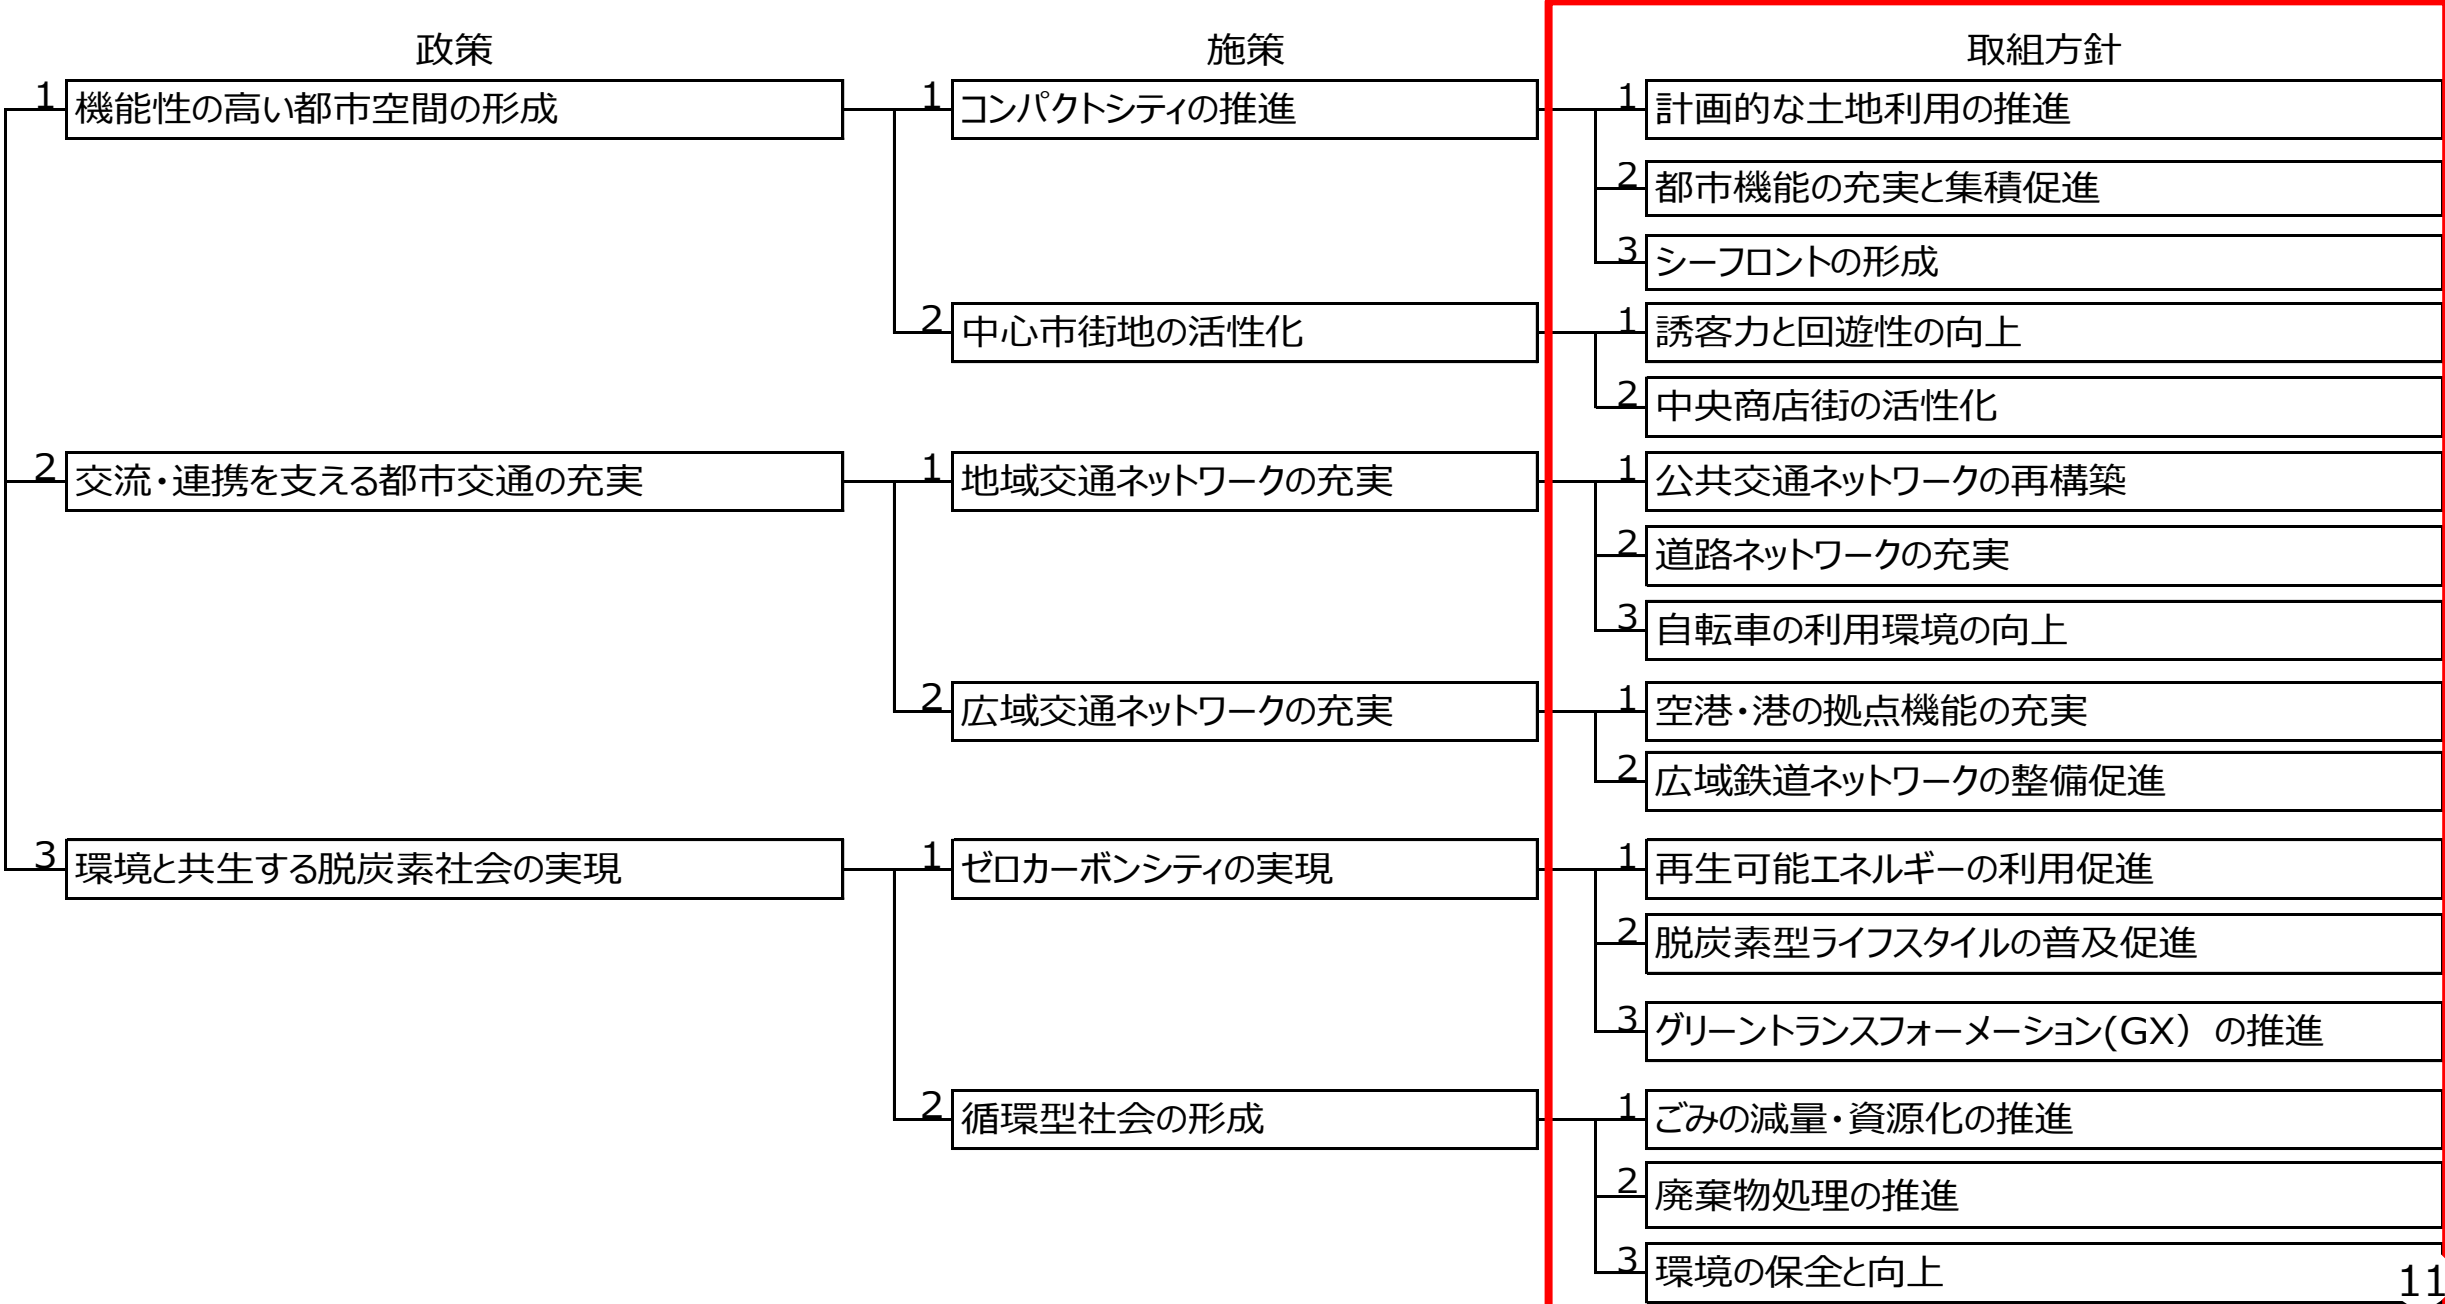 政策 施策 取組方針
1 機能性の高い都市空間の形成 1 コンパクトシティの推進 1 計画的な土地利用の推進
2 都市機能の充実と集積促進
3 シーフロントの形成
2 中心市街地の活性化 1 誘客力と回遊性の向上
2 中央商店街の活性化
2 交流・連携を支える都市交通の充実 1 地域交通ネットワークの充実 1 公共交通ネットワークの再構築
2 道路ネットワークの充実
3 自転車の利用環境の向上
2 広域交通ネットワークの充実 1 空港・港の拠点機能の充実
2 広域鉄道ネットワークの整備促進
3 環境と共生する脱炭素社会の実現 1 ゼロカーボンシティの実現 1 再生可能エネルギーの利用促進
2 脱炭素型ライフスタイルの普及促進
3 グリーントランスフォーメーション(GX）の推進
2 循環型社会の形成 1 ごみの減量・資源化の推進
2 廃棄物処理の推進
3 環境の保全と向上
11